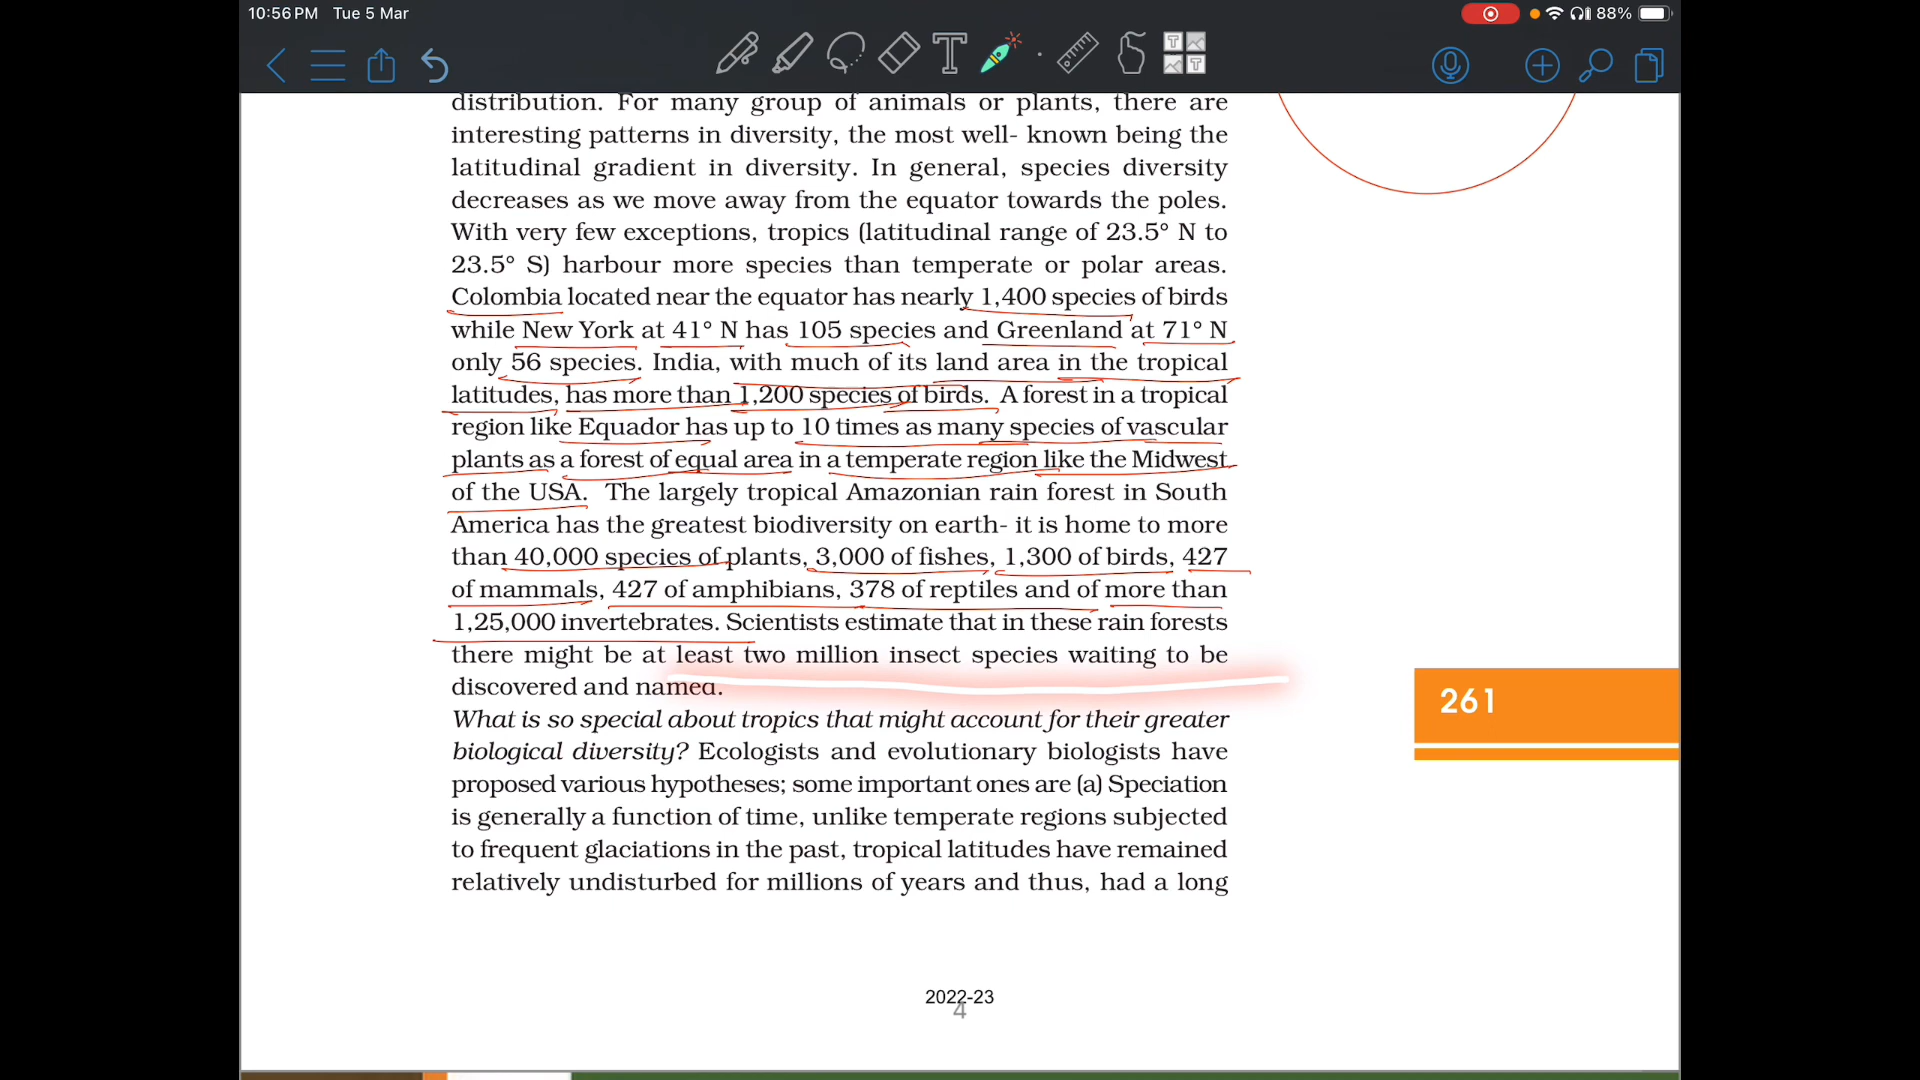 10:56 PM Tue 5 Mar
88%
distribution. For many group of animals or plants, there are
interesting patterns in diversity, the most well- known being the
latitudinal gradient in diversity. In general, species diversity
decreases as we move away from the equator towards the poles.
With very few exceptions, tropics (latitudinal range of 23.5° N to
23.5° S) harbour more species than temperate or polar areas.
Colombia located near the equator has nearly 1,400 species of birds
while New York at 41° N has 105 species and Greenland at 71° N
only 56 species. India, with much of its land area in the tropical
latitudes, has more than 1,200 species of birds. A forest in a tropical
region like Equador has up to 10 times as many species of vascular
plants as a forest of equal area in a temperate region like the Midwest
of the USA. The largely tropical Amazonian rain forest in South
America has the greatest biodiversity on earth- it is home to more
than 40,000 species of plants, 3,000 of fishes, 1,300 of birds, 427
of mammals, 427 of amphibians, 378 of reptiles and of more than
1,25,000 invertebrates. Scientists estimate that in these rain forests
there might be at least two million insect species waiting to be
discovered and named.
What is so special about tropics that might account for their greater
biological diversity? Ecologists and evolutionary biologists have
proposed various hypotheses; some important ones are (a) Speciation
is generally a function of time, unlike temperate regions subjected
to frequent glaciations in the past, tropical latitudes have remained
relatively undisturbed for millions of years and thus, had a long
261
2022-23
4